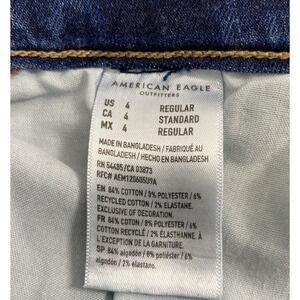 AMERICAN EAGLE
OUTFITTERS
US 4 REGULAR
CA 4 STANDARD
MX 4 REGULAR
MADE IN BANGLADESH / FABRIQUÉ AU
BANGLADESH / HECHO EN BANGLADESH
RN 54485/CA 03873
RFC# AEM120605U9A
EN 84% COTTON / 8% POLYESTER / 6%
RECYCLED COTTON / 2% ELASTANE.
EXCLUSIVE OF DECORATION.
FR 84% COTON / 8% POLYESTER / 6%
COTON RECYCLÉ / 2% ÉLASTHANNE. À
L'EXCEPTION DE LA GARNITURE.
SP 84% algodón / 8% poliéster / 6%
algodón / 2% elastano.